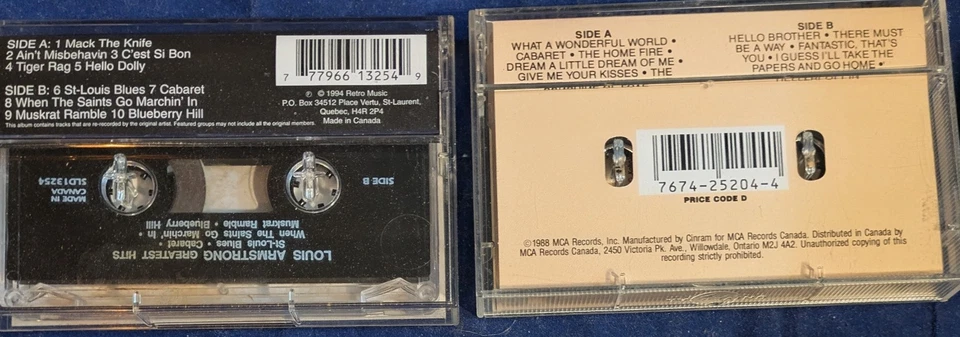 SIDE A: 1 Mack The Knife
2 Ain't Misbehavin 3 C'est Si Bon
4 Tiger Rag 5 Hello Dolly
SIDE B: 6 St-Louis Blues 7 Cabaret
8 When The Saints Go Marchin' In
9 Muskrat Ramble 10 Blueberry Hill
This album contains tracks that are re-recorded by the original artist. Featured groups may not include all the original members.
7 77966 13254 9
℗ © 1994 Retro Music
P.O. Box 34512 Place Vertu, St-Laurent,
Quebec, H4R 2P4
Made in Canada
LOUIS ARMSTRONG GREATEST HITS
St-Louis Blues • Cabaret •
When The Saints Go Marchin' In •
Muskrat Ramble • Blueberry Hill
SIDE B
MADE IN
CANADA
SLD13254
SIDE A
WHAT A WONDERFUL WORLD •
CABARET • THE HOME FIRE •
DREAM A LITTLE DREAM OF ME •
GIVE ME YOUR KISSES • THE
SIDE B
HELLO BROTHER • THERE MUST
BE A WAY • FANTASTIC, THAT'S
YOU • I GUESS I'LL TAKE THE
PAPERS AND GO HOME •
7674-25204-4
PRICE CODE D
©1988 MCA Records, Inc. Manufactured by Cinram for MCA Records Canada. Distributed in Canada by
MCA Records Canada, 2450 Victoria Pk. Ave., Willowdale, Ontario M2J 4A2. Unauthorized copying of this
recording strictly prohibited.